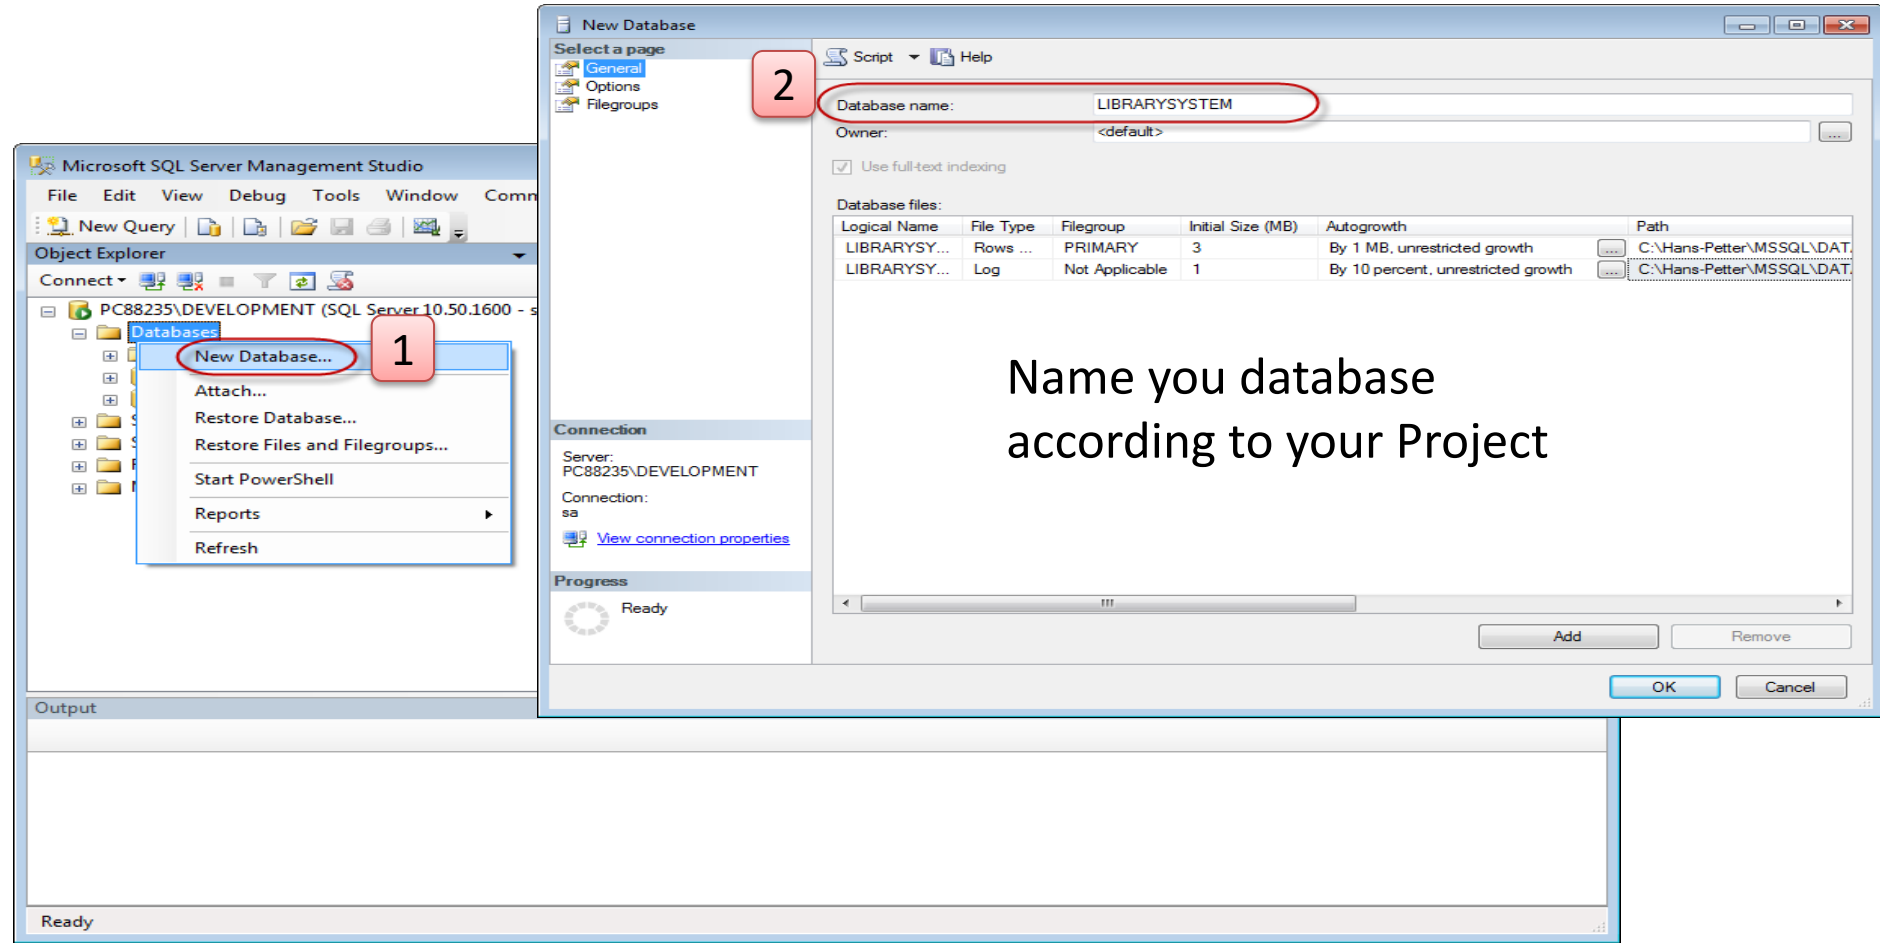 New Database
Select a page
General
Options
Filegroups
2
Script
Help
Database name:
LIBRARYSYSTEM
Owner:
<default>
...
Use full-text indexing
Database files:
Logical Name File Type Filegroup Initial Size (MB) Autogrowth Path
LIBRARYSY... Rows ... PRIMARY 3 By 1 MB, unrestricted growth ... C:\Hans-Petter\MSSQL\DAT.
LIBRARYSY... Log Not Applicable 1 By 10 percent, unrestricted growth ... C:\Hans-Petter\MSSQL\DAT.
Name you database
according to your Project
Connection
Server:
PC88235\DEVELOPMENT
Connection:
sa
View connection properties
Progress
Ready
Add
Remove
OK
Cancel
Microsoft SQL Server Management Studio
File Edit View Debug Tools Window Comm
New Query
Object Explorer
Connect
PC88235\DEVELOPMENT (SQL Server 10.50.1600 - s
Databases
1
New Database...
Attach...
Restore Database...
Restore Files and Filegroups...
Start PowerShell
Reports
Refresh
Output
Ready